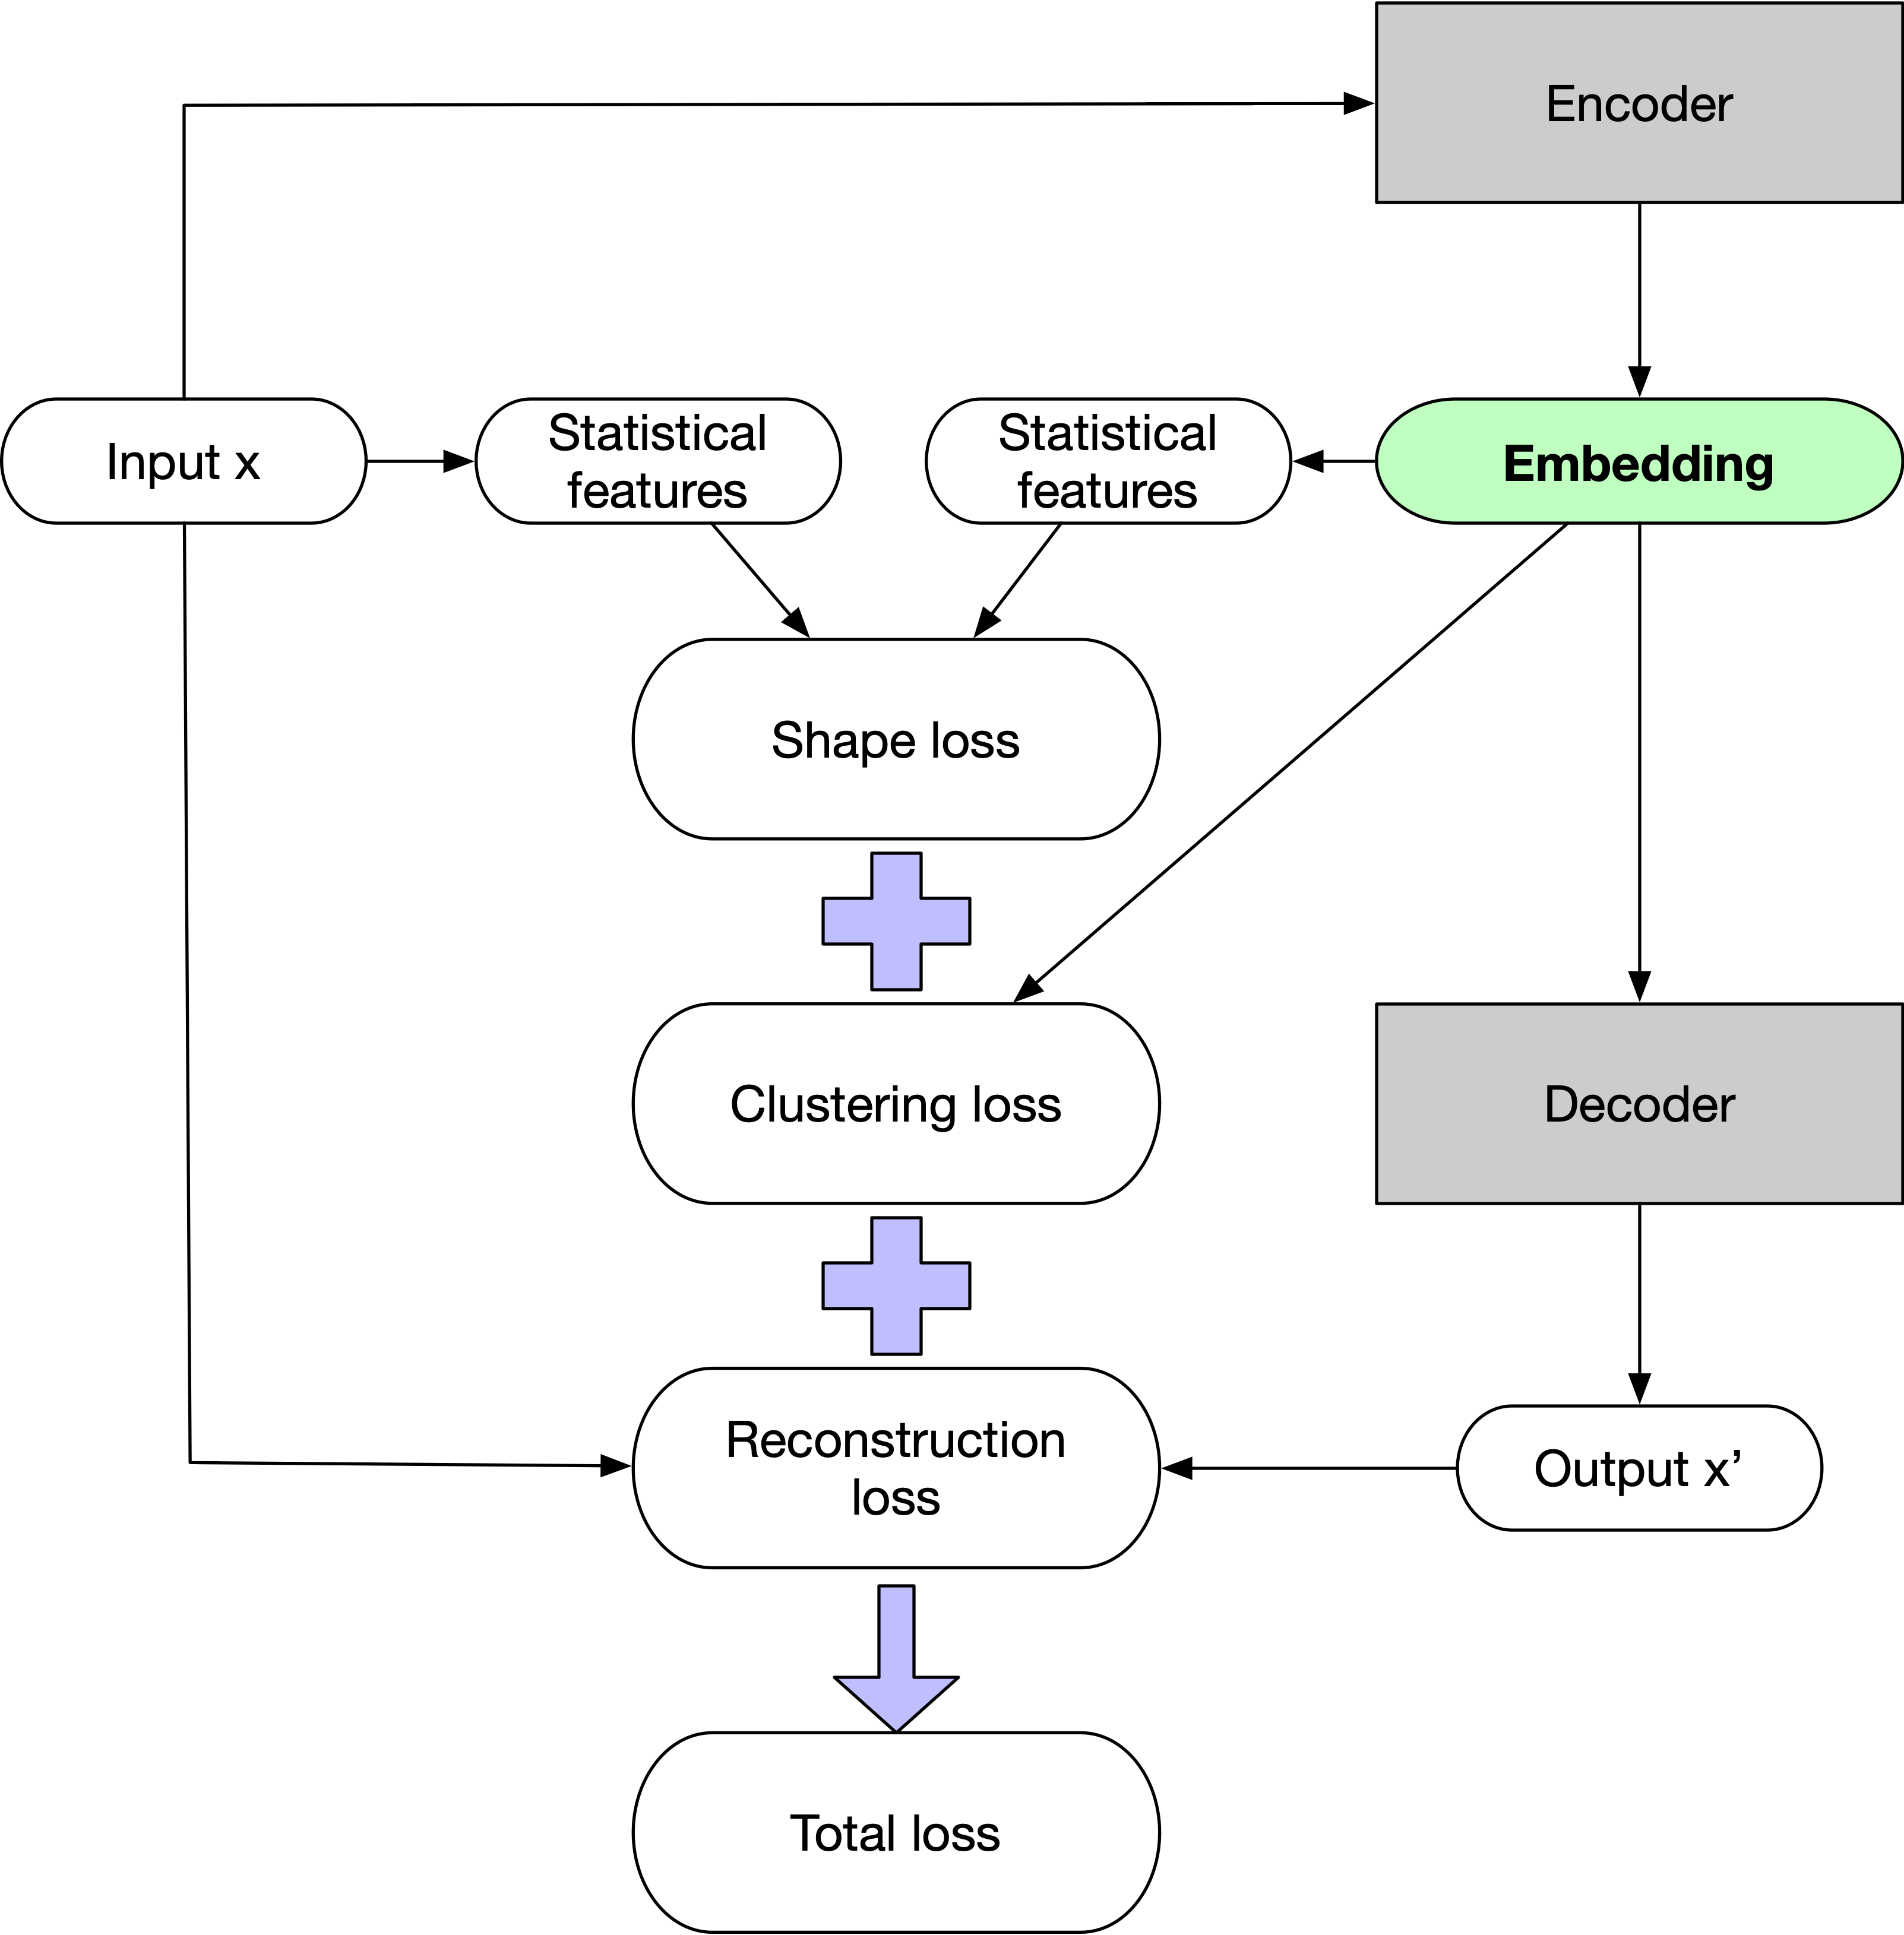 Encoder
Input x
Statistical
features
Statistical
features
Embedding
Shape loss
Clustering loss
Decoder
Reconstruction
loss
Output x’
Total loss